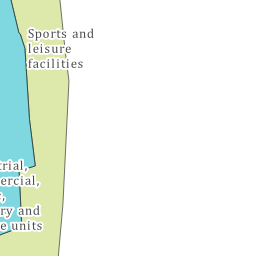 Sports and
leisure
facilities
trial,
ercial,
,
ry and
e units